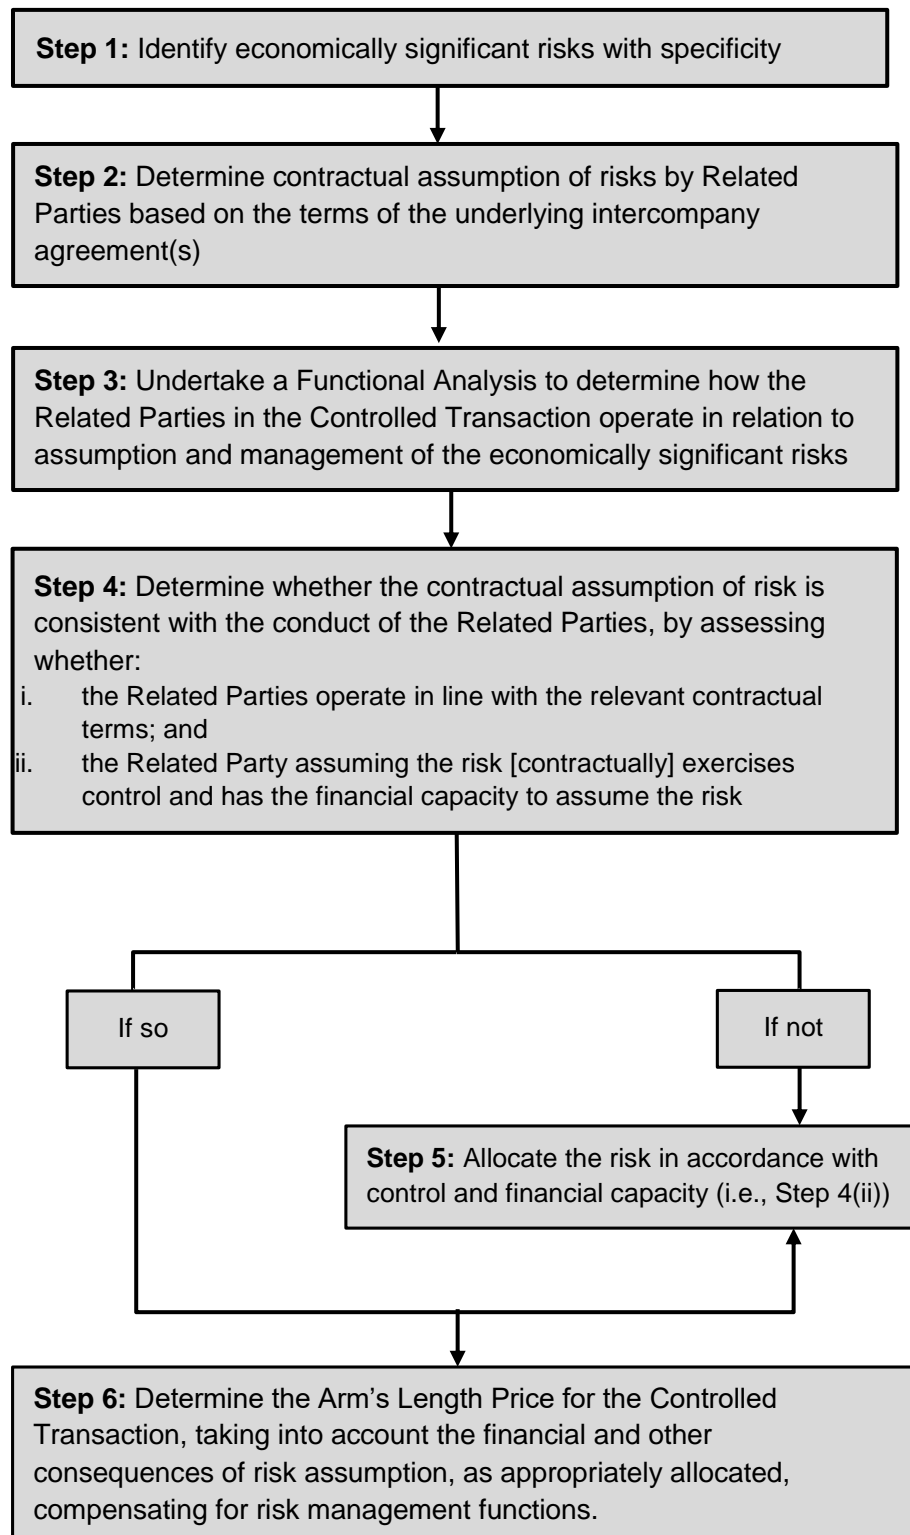 Step 1: Identify economically significant risks with specificity
Step 2: Determine contractual assumption of risks by Related
Parties based on the terms of the underlying intercompany
agreement(s)
Step 3: Undertake a Functional Analysis to determine how the
Related Parties in the Controlled Transaction operate in relation to
assumption and management of the economically significant risks
Step 4: Determine whether the contractual assumption of risk is
consistent with the conduct of the Related Parties, by assessing
whether:
i. the Related Parties operate in line with the relevant contractual
terms; and
ii. the Related Party assuming the risk [contractually] exercises
control and has the financial capacity to assume the risk
If so
If not
Step 5: Allocate the risk in accordance with
control and financial capacity (i.e., Step 4(ii))
Step 6: Determine the Arm’s Length Price for the Controlled
Transaction, taking into account the financial and other
consequences of risk assumption, as appropriately allocated,
compensating for risk management functions.